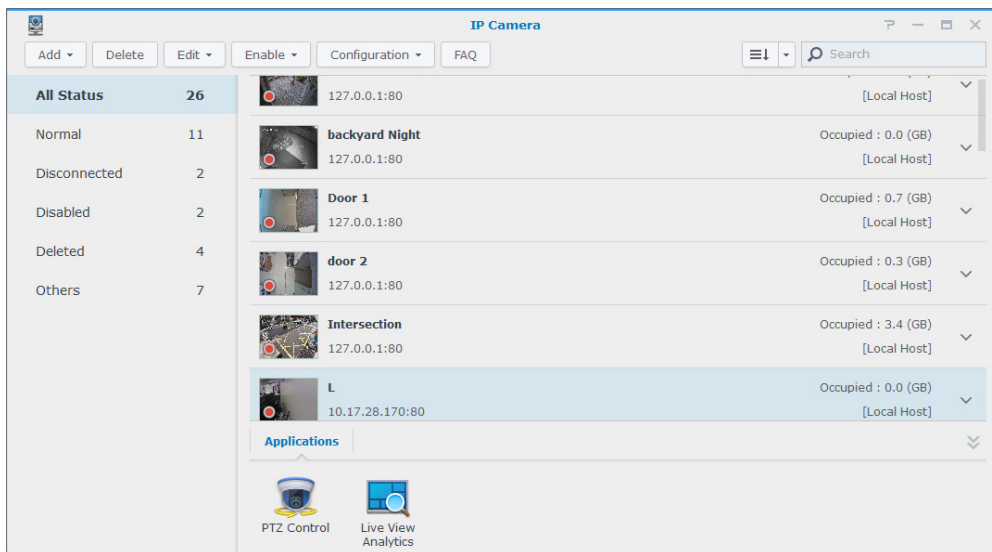 IP Camera
Add Delete Edit Enable Configuration FAQ Search
All Status 26
Normal 11
Disconnected 2
Disabled 2
Deleted 4
Others 7
127.0.0.1:80 [Local Host]
backyard Night Occupied : 0.0 (GB)
127.0.0.1:80 [Local Host]
Door 1 Occupied : 0.7 (GB)
127.0.0.1:80 [Local Host]
door 2 Occupied : 0.3 (GB)
127.0.0.1:80 [Local Host]
Intersection Occupied : 3.4 (GB)
127.0.0.1:80 [Local Host]
L Occupied : 0.0 (GB)
10.17.28.170:80 [Local Host]
Applications
PTZ Control
Live View
Analytics